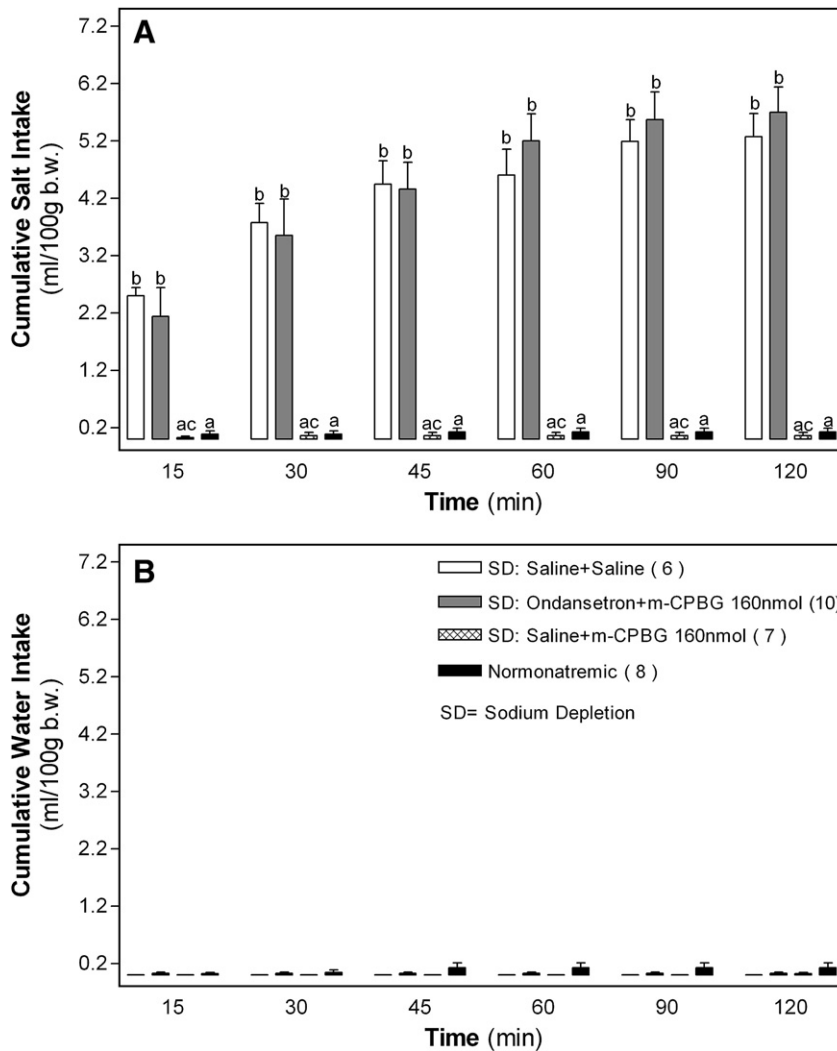 A
7.2
6.2
5.2
4.2
3.2
2.2
1.2
0.2
Cumulative Salt Intake
(ml/100g b.w.)
b b ac a
b b ac a
b b ac a
b b ac a
b b ac a
b b ac a
15 30 45 60 90 120
Time (min)
B
7.2
6.2
5.2
4.2
3.2
2.2
1.2
0.2
Cumulative Water Intake
(ml/100g b.w.)
SD: Saline+Saline ( 6 )
SD: Ondansetron+m-CPBG 160nmol (10)
SD: Saline+m-CPBG 160nmol ( 7 )
Normonatremic ( 8 )
SD= Sodium Depletion
15 30 45 60 90 120
Time (min)